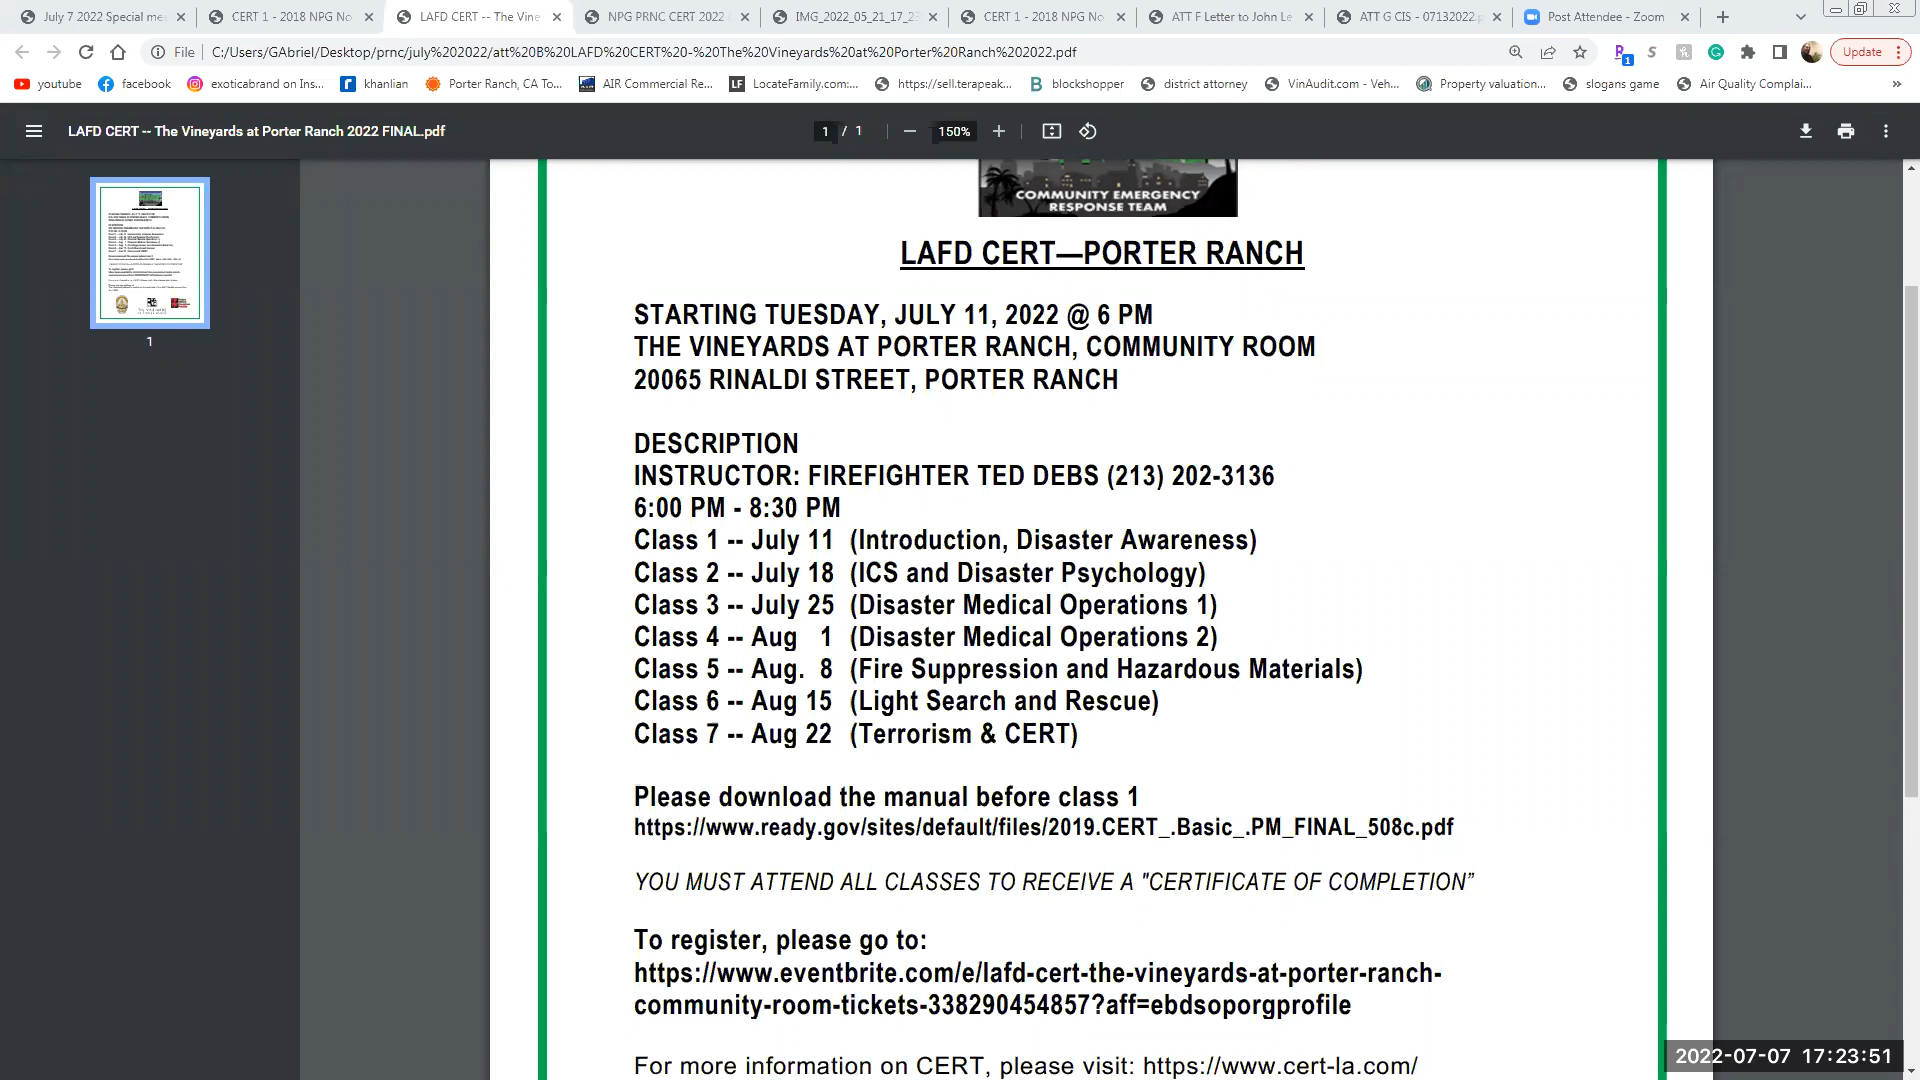 July 7 2022 Special me
CERT 1 - 2018 NPG No
LAFD CERT -- The Vine
NPG PRNC CERT 2022
IMG_2022_05_21_17_2
CERT 1 - 2018 NPG No
ATT F Letter to John Le
ATT G CIS - 07132022.p
Post Attendee - Zoom
File
C:/Users/GAbriel/Desktop/prnc/july%202022/att%20B%20LAFD%20CERT%20-%20The%20Vineyards%20at%20Porter%20Ranch%202022.pdf
1
Update
youtube
facebook
exoticabrand on Ins...
khanlian
Porter Ranch, CA To...
AIR Commercial Re...
LF LocateFamily.com:...
https://sell.terapeak...
blockshopper
district attorney
VinAudit.com - Veh...
Property valuation...
slogans game
Air Quality Complai...
LAFD CERT -- The Vineyards at Porter Ranch 2022 FINAL.pdf
1 / 1
150%
1
COMMUNITY EMERGENCY
RESPONSE TEAM
LAFD CERT—PORTER RANCH
STARTING TUESDAY, JULY 11, 2022 @ 6 PM
THE VINEYARDS AT PORTER RANCH, COMMUNITY ROOM
20065 RINALDI STREET, PORTER RANCH
DESCRIPTION
INSTRUCTOR: FIREFIGHTER TED DEBS (213) 202-3136
6:00 PM - 8:30 PM
Class 1 -- July 11 (Introduction, Disaster Awareness)
Class 2 -- July 18 (ICS and Disaster Psychology)
Class 3 -- July 25 (Disaster Medical Operations 1)
Class 4 -- Aug 1 (Disaster Medical Operations 2)
Class 5 -- Aug. 8 (Fire Suppression and Hazardous Materials)
Class 6 -- Aug 15 (Light Search and Rescue)
Class 7 -- Aug 22 (Terrorism & CERT)
Please download the manual before class 1
https://www.ready.gov/sites/default/files/2019.CERT_.Basic_.PM_FINAL_508c.pdf
YOU MUST ATTEND ALL CLASSES TO RECEIVE A "CERTIFICATE OF COMPLETION”
To register, please go to:
https://www.eventbrite.com/e/lafd-cert-the-vineyards-at-porter-ranch-
community-room-tickets-338290454857?aff=ebdsoporgprofile
For more information on CERT, please visit: https://www.cert-la.com/
2022-07-07 17:23:51